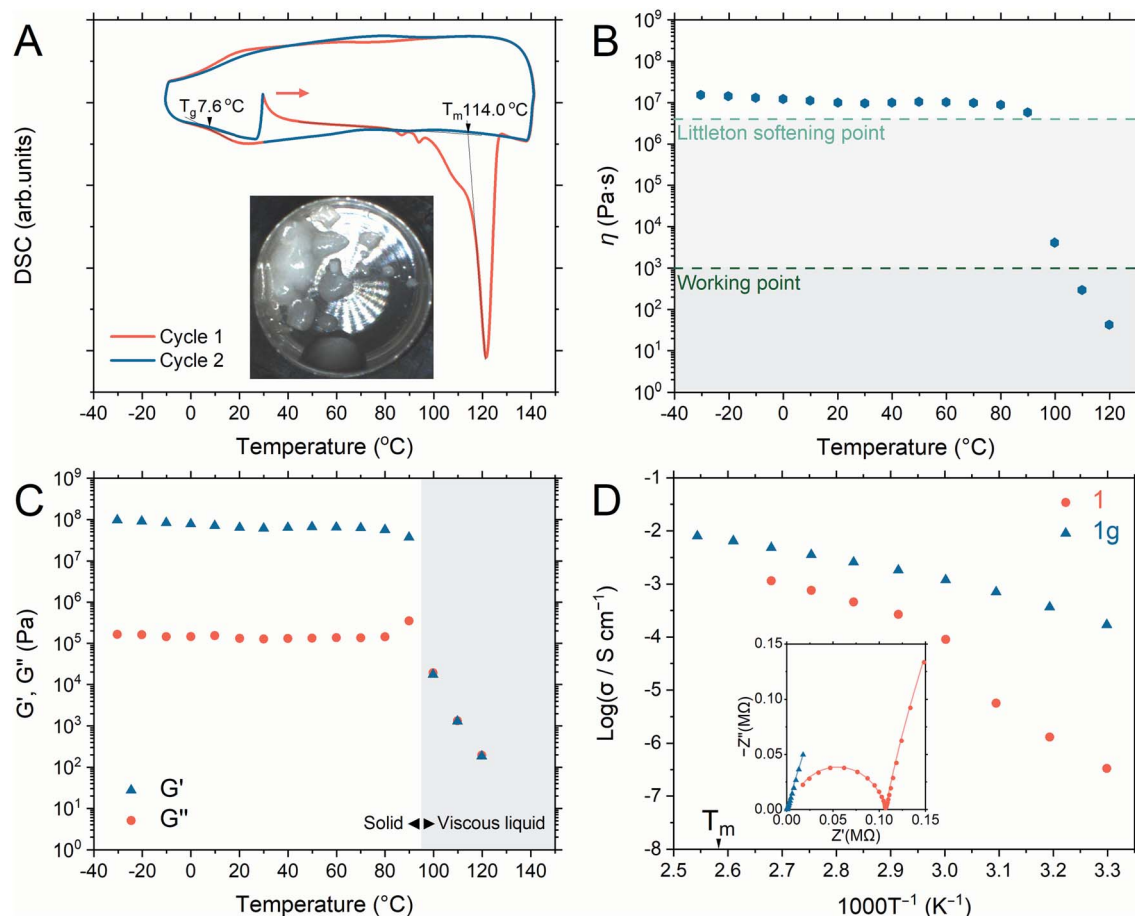 A
DSC (arb.units)
Tg7.6 °C
Tm114.0 °C
Cycle 1
Cycle 2
-40 -20 0 20 40 60 80 100 120 140
Temperature (°C)
B
η (Pa·s)
10⁹
10⁸
10⁷
10⁶
10⁵
10⁴
10³
10²
10¹
10⁰
Littleton softening point
Working point
-40 -20 0 20 40 60 80 100 120
Temperature (°C)
C
G', G" (Pa)
10⁹
10⁸
10⁷
10⁶
10⁵
10⁴
10³
10²
10¹
10⁰
G'
G"
Solid Viscous liquid
-40 -20 0 20 40 60 80 100 120 140
Temperature (°C)
D
1
1g
Log(σ / S cm⁻¹)
-1
-2
-3
-4
-5
-6
-7
-8
−Z"(MΩ)
0.15
0.10
0.05
0.00
0.00 0.05 0.10 0.15
Z'(MΩ)
Tm
2.5 2.6 2.7 2.8 2.9 3.0 3.1 3.2 3.3
1000T⁻¹ (K⁻¹)